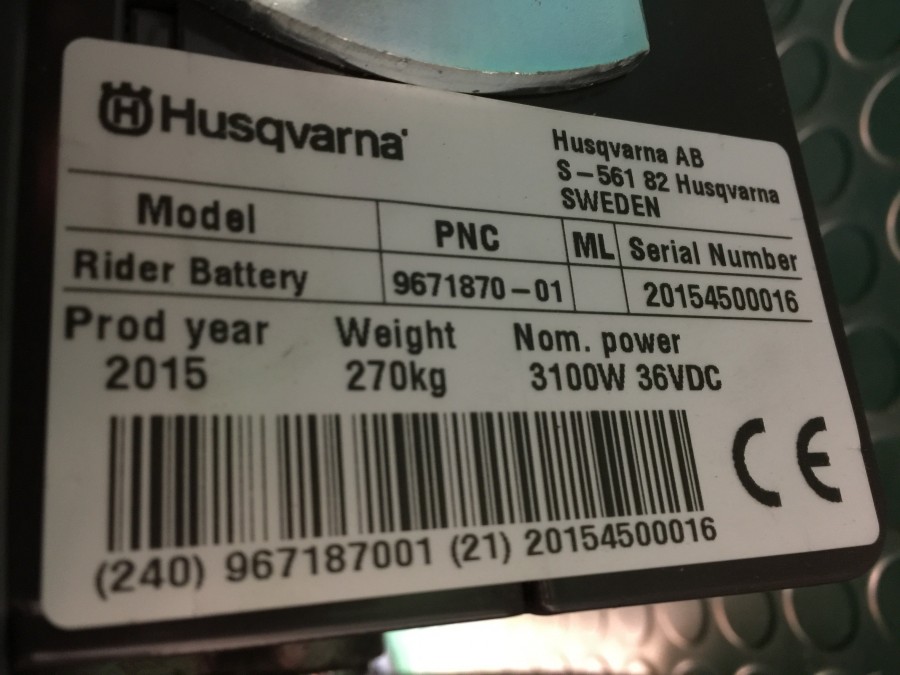 Husqvarna
Husqvarna AB
S-561 82 Husqvarna
SWEDEN
Model PNC ML Serial Number
Rider Battery 9671870-01 20154500016
Prod year Weight Nom. power
2015 270kg 3100W 36VDC
CE
(240) 967187001 (21) 20154500016